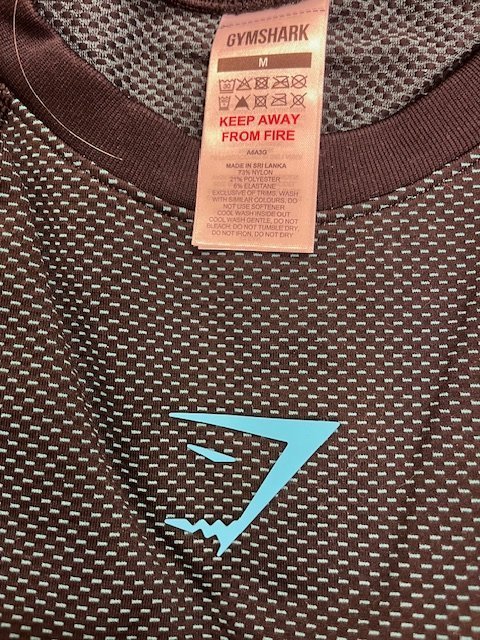 GYMSHARK
M
KEEP AWAY
FROM FIRE
A6A3G
MADE IN SRI LANKA
73% NYLON
21% POLYESTER
6% ELASTANE
EXCLUSIVE OF TRIMS, WASH
WITH SIMILAR COLOURS, DO
NOT USE SOFTENER
COOL WASH INSIDE OUT
COOL WASH GENTLE, DO NOT
BLEACH, DO NOT TUMBLE DRY,
DO NOT IRON, DO NOT DRY